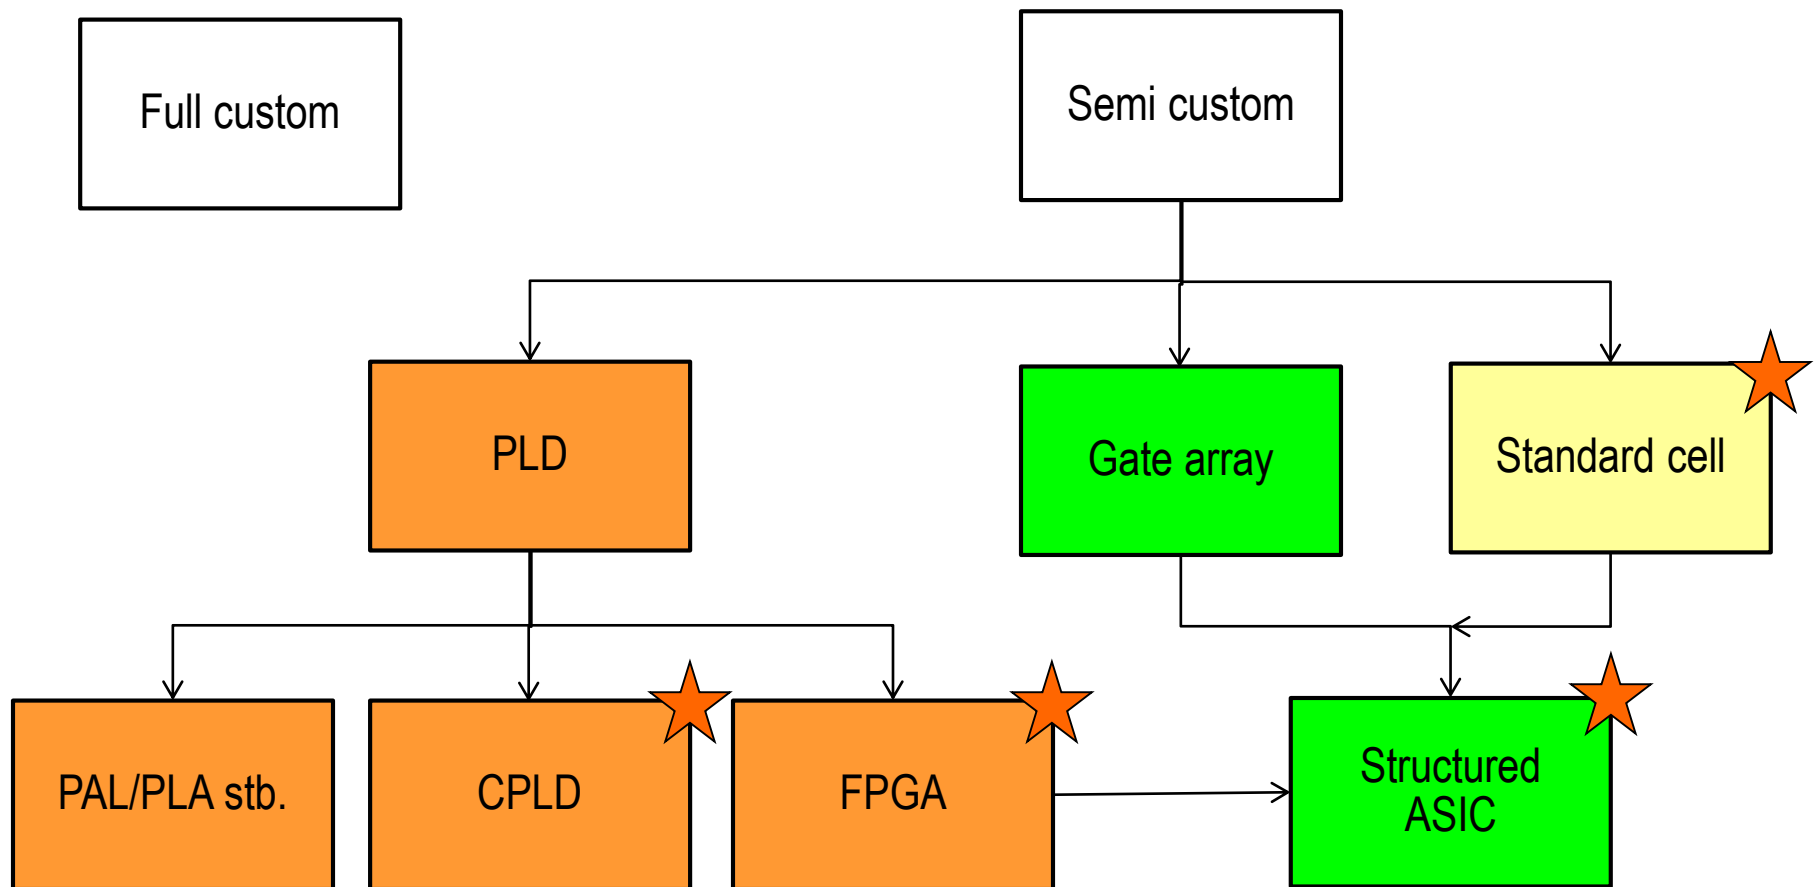 Full custom
Semi custom
PLD
Gate array
Standard cell
PAL/PLA stb.
CPLD
FPGA
Structured
ASIC